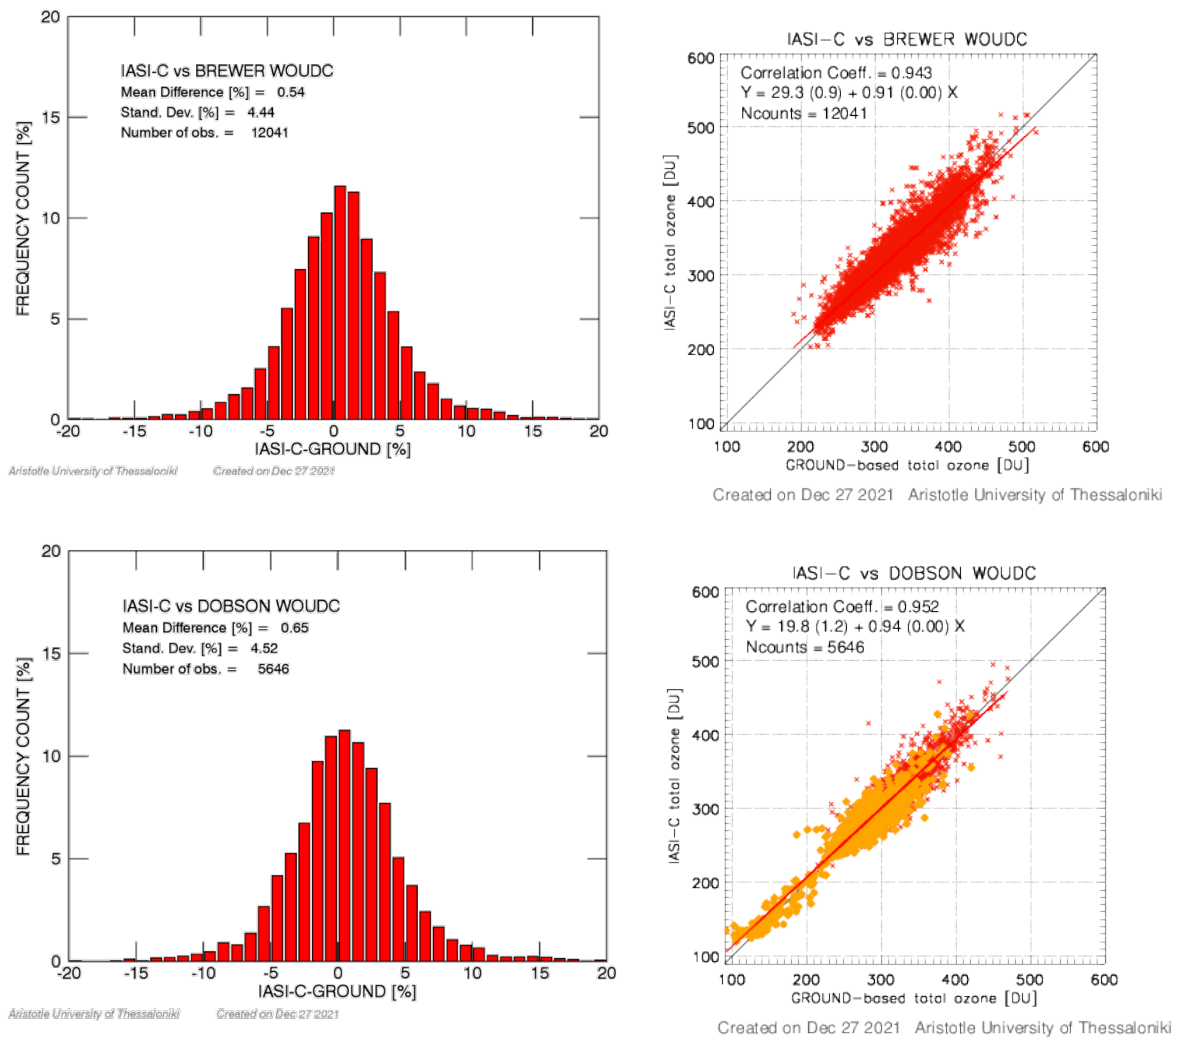 IASI-C vs BREWER WOUDC
Mean Difference [%] = 0.54
Stand. Dev. [%] = 4.44
Number of obs. = 12041
FREQUENCY COUNT [%]
20
15
10
5
0
-20 -15 -10 -5 0 5 10 15 20
IASI-C-GROUND [%]
Aristotle University of Thessaloniki Created on Dec 27 2021
IASI-C vs BREWER WOUDC
Correlation Coeff. = 0.943
Y = 29.3 (0.9) + 0.91 (0.00) X
Ncounts = 12041
IASI-C total ozone [DU]
600
500
400
300
200
100
100 200 300 400 500 600
GROUND-based total ozone [DU]
Created on Dec 27 2021 Aristotle University of Thessaloniki
IASI-C vs DOBSON WOUDC
Mean Difference [%] = 0.65
Stand. Dev. [%] = 4.52
Number of obs. = 5646
FREQUENCY COUNT [%]
20
15
10
5
0
-20 -15 -10 -5 0 5 10 15 20
IASI-C-GROUND [%]
Aristotle University of Thessaloniki Created on Dec 27 2021
IASI-C vs DOBSON WOUDC
Correlation Coeff. = 0.952
Y = 19.8 (1.2) + 0.94 (0.00) X
Ncounts = 5646
IASI-C total ozone [DU]
600
500
400
300
200
100
100 200 300 400 500 600
GROUND-based total ozone [DU]
Created on Dec 27 2021 Aristotle University of Thessaloniki